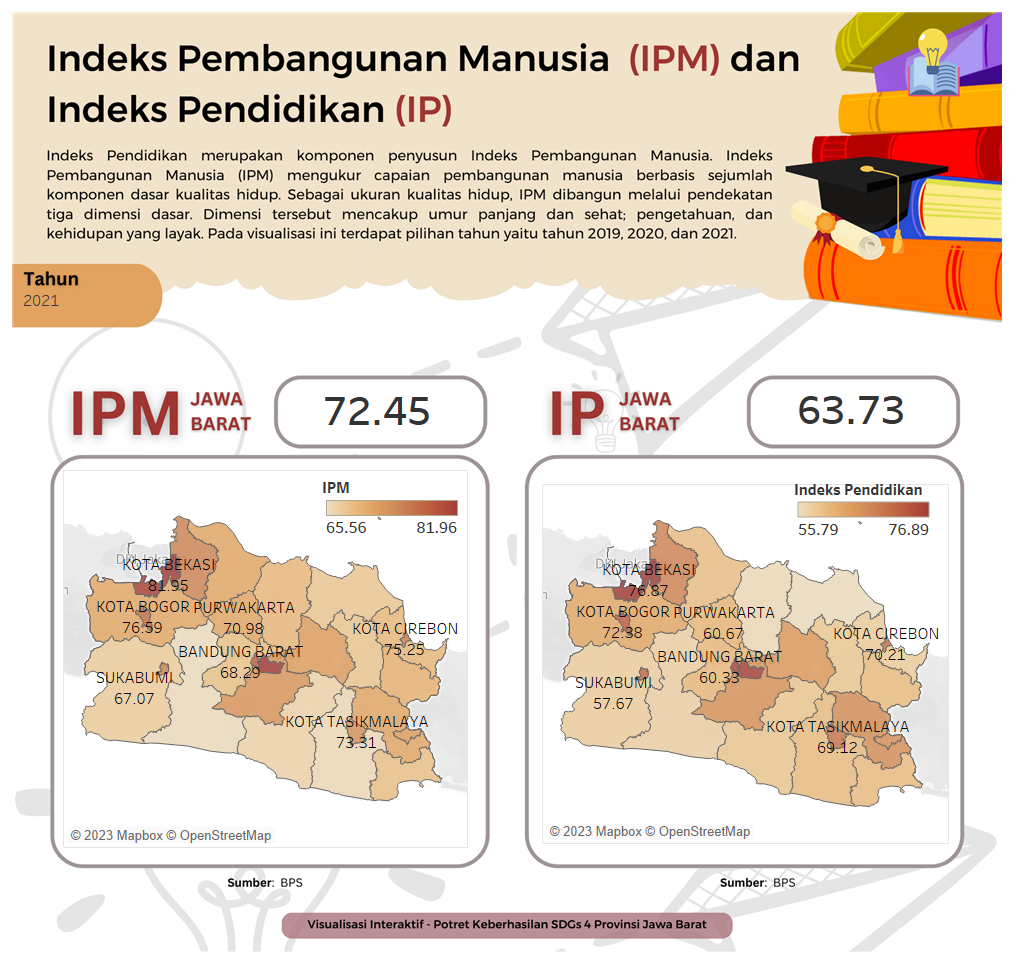 Indeks Pembangunan Manusia (IPM) dan
Indeks Pendidikan (IP)
Indeks Pendidikan merupakan komponen penyusun Indeks Pembangunan Manusia. Indeks
Pembangunan Manusia (IPM) mengukur capaian pembangunan manusia berbasis sejumlah
komponen dasar kualitas hidup. Sebagai ukuran kualitas hidup, IPM dibangun melalui pendekatan
tiga dimensi dasar. Dimensi tersebut mencakup umur panjang dan sehat; pengetahuan, dan
kehidupan yang layak. Pada visualisasi ini terdapat pilihan tahun yaitu tahun 2019, 2020, dan 2021.
Tahun
2021
IPM JAWA
BARAT
72.45
IP JAWA
BARAT
63.73
IPM
65.56 81.96
KOTA BEKASI
81.95
KOTA BOGOR
76.59
PURWAKARTA
70.98
KOTA CIREBON
75.25
BANDUNG BARAT
68.29
SUKABUMI
67.07
KOTA TASIKMALAYA
73.31
© 2023 Mapbox © OpenStreetMap
Indeks Pendidikan
55.79 76.89
KOTA BEKASI
76.87
KOTA BOGOR
72.38
PURWAKARTA
60.67
KOTA CIREBON
70.21
BANDUNG BARAT
60.33
SUKABUMI
57.67
KOTA TASIKMALAYA
69.12
© 2023 Mapbox © OpenStreetMap
Sumber: BPS
Sumber: BPS
Visualisasi Interaktif - Potret Keberhasilan SDGs 4 Provinsi Jawa Barat